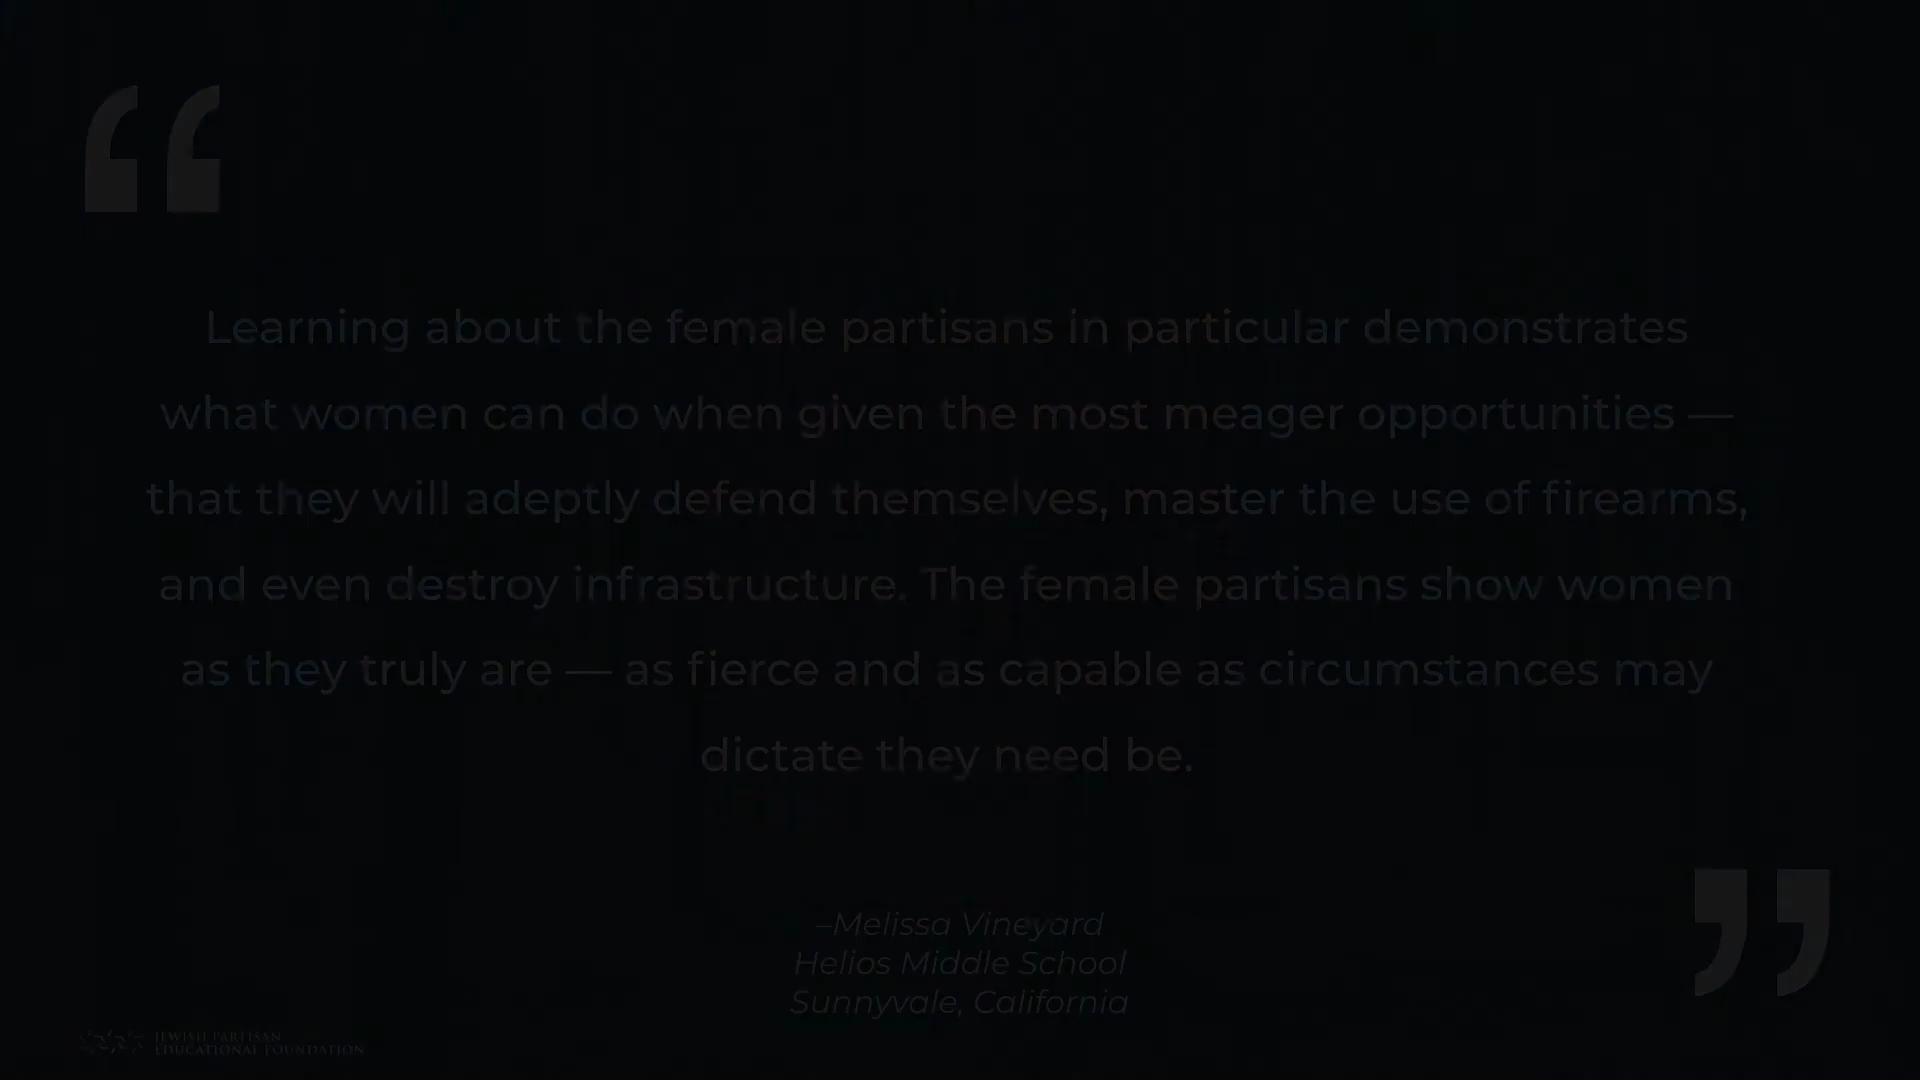 “
Learning about the female partisans in particular demonstrates
what women can do when given the most meager opportunities —
that they will adeptly defend themselves, master the use of firearms,
and even destroy infrastructure. The female partisans show women
as they truly are — as fierce and as capable as circumstances may
dictate they need be.
”
–Melissa Vineyard
Helios Middle School
Sunnyvale, California
JEWISH PARTISAN
EDUCATIONAL FOUNDATION